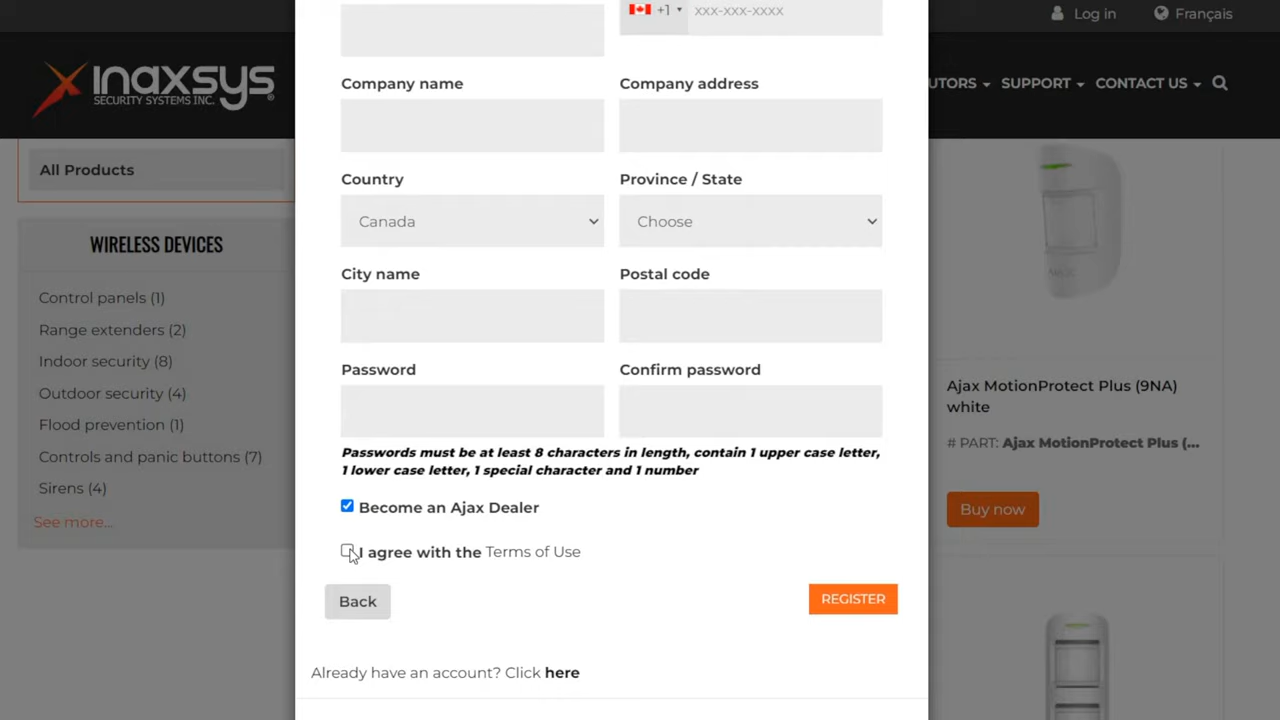 +1 xxx-xxx-xxxx
Log in
Français
inaxsys
SECURITY SYSTEMS INC.
UTORS
SUPPORT
CONTACT US
Company name
Company address
All Products
Country
Province / State
Canada
Choose
WIRELESS DEVICES
City name
Postal code
Control panels (1)
Range extenders (2)
Indoor security (8)
Outdoor security (4)
Flood prevention (1)
Controls and panic buttons (7)
Sirens (4)
See more...
Password
Confirm password
Passwords must be at least 8 characters in length, contain 1 upper case letter,
1 lower case letter, 1 special character and 1 number
Become an Ajax Dealer
I agree with the Terms of Use
Back
REGISTER
Already have an account? Click here
AJAX
Ajax MotionProtect Plus (9NA)
white
# PART: Ajax MotionProtect Plus (...
Buy now